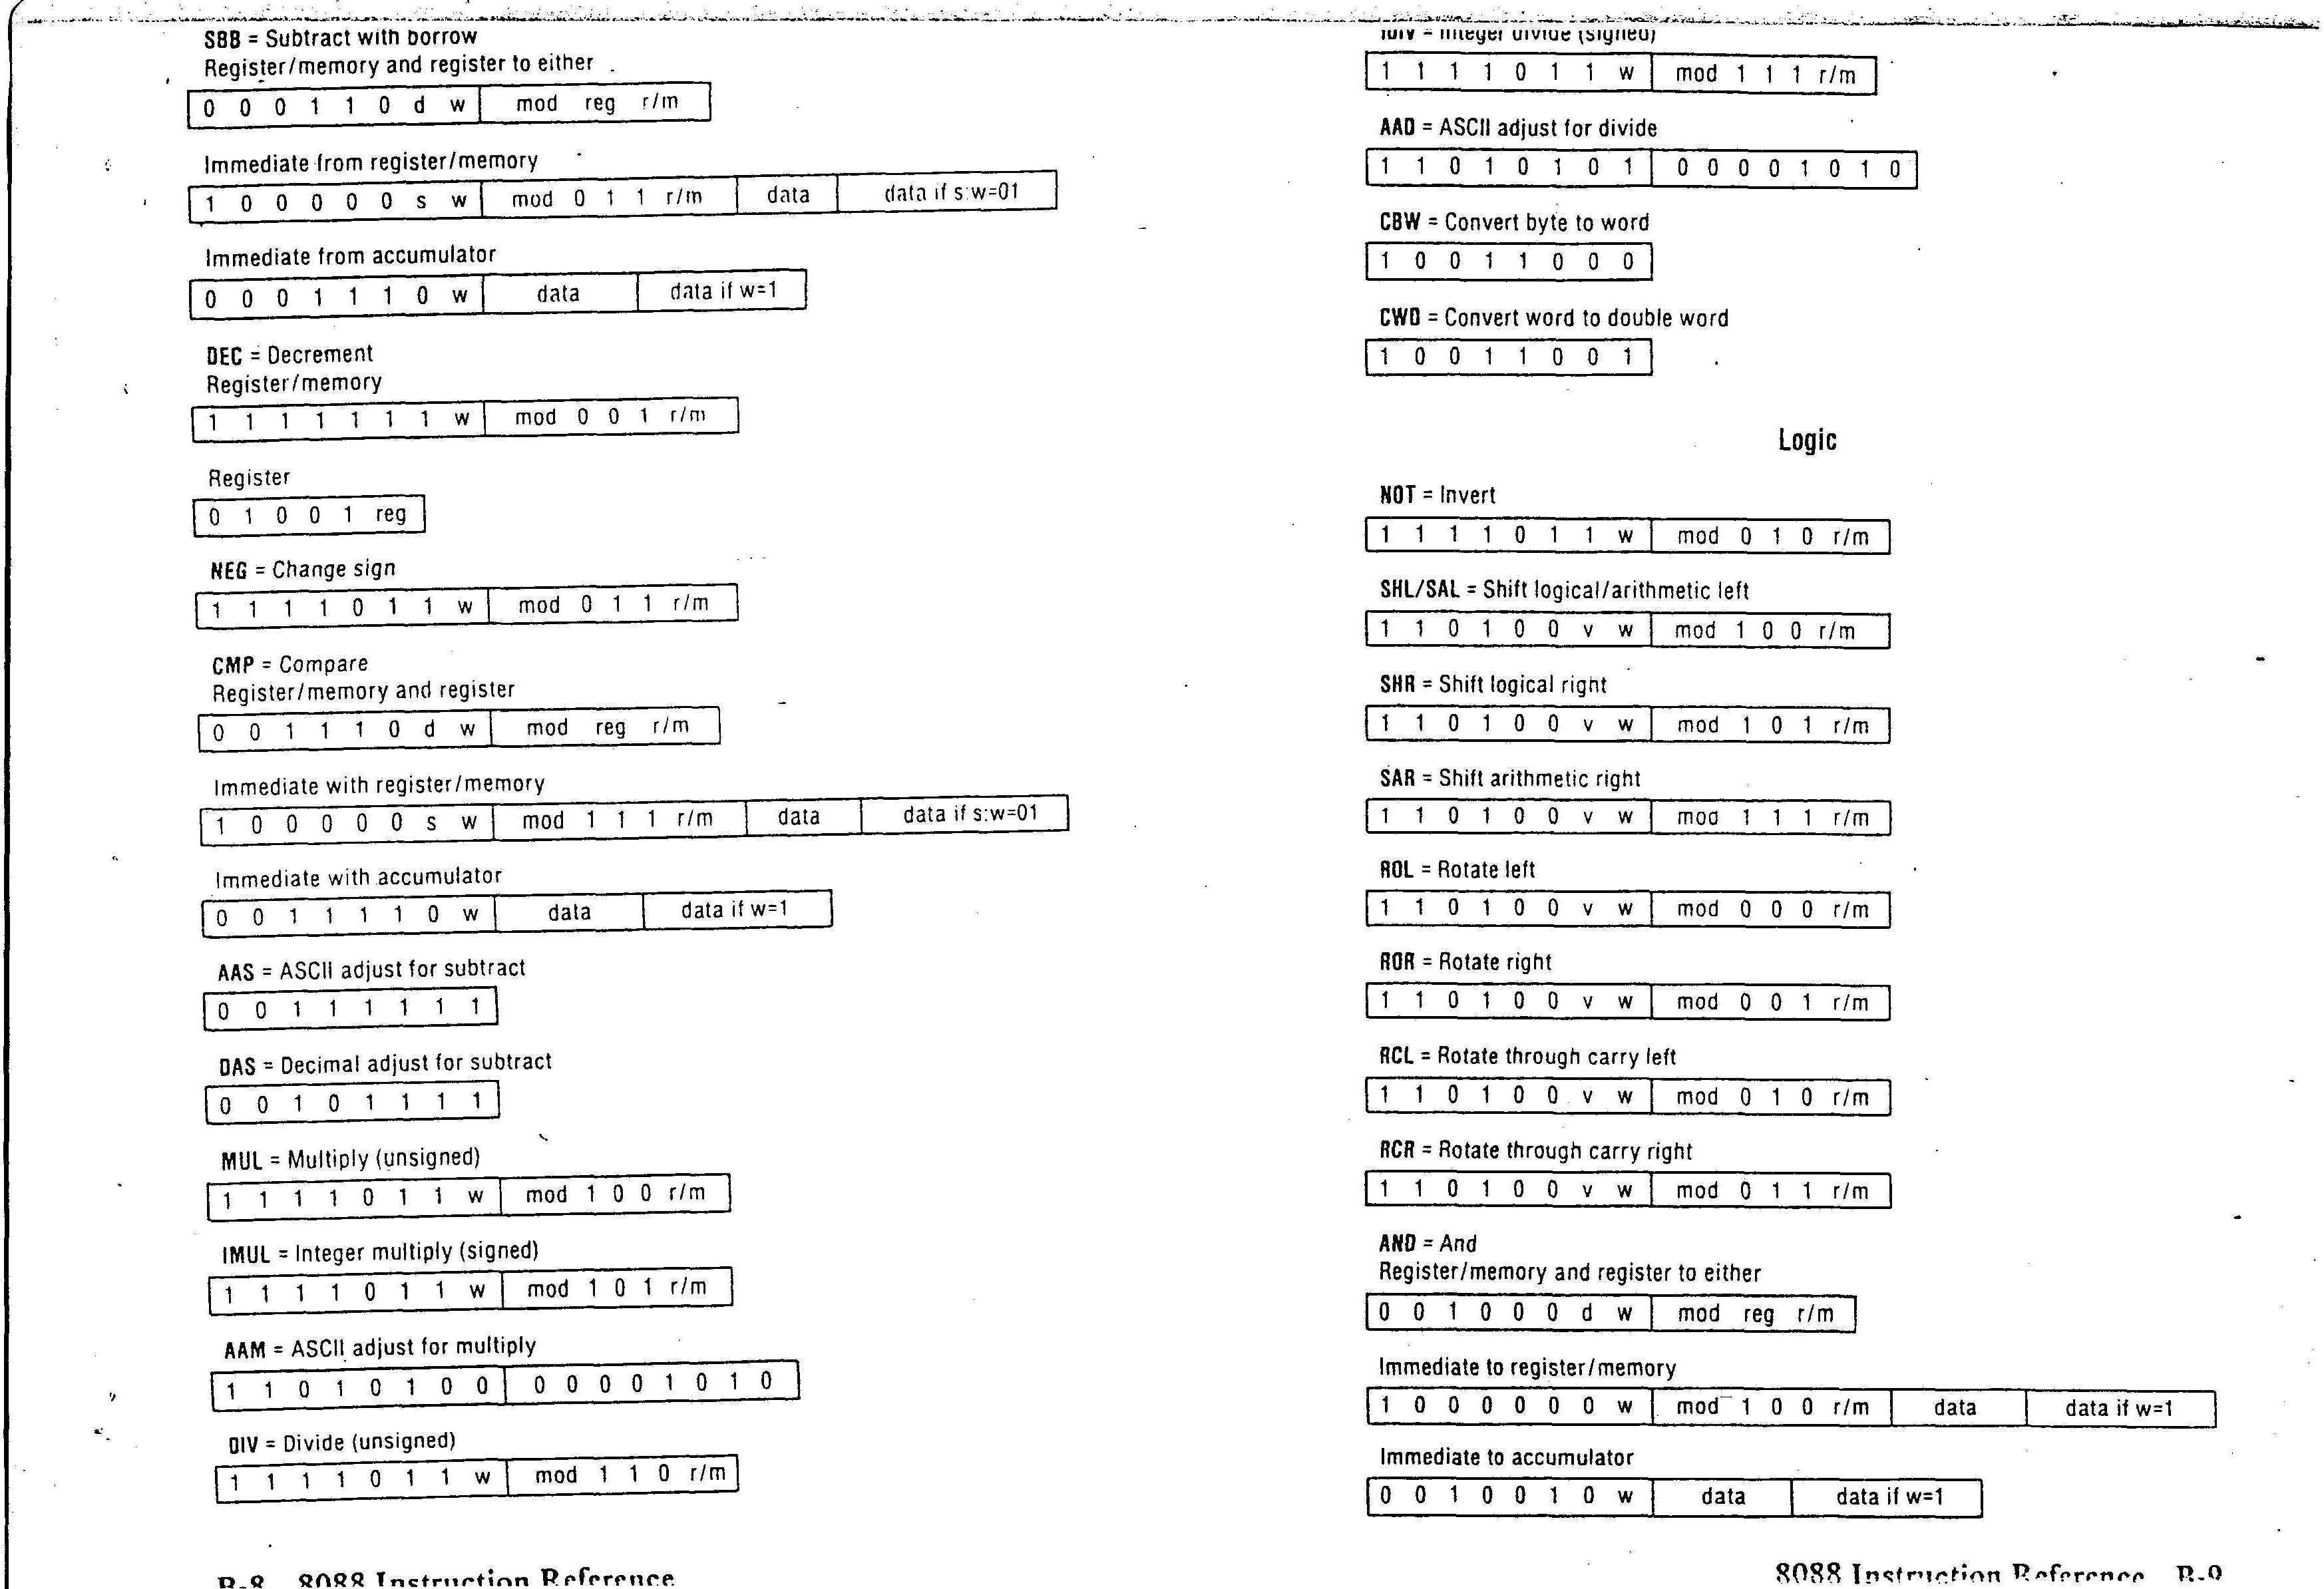 SBB = Subtract with borrow
Register/memory and register to either
0 0 0 1 1 0 d w mod reg r/m
Immediate from register/memory
1 0 0 0 0 0 s w mod 0 1 1 r/m data data if s:w=01
Immediate from accumulator
0 0 0 1 1 1 0 w data data if w=1
DEC = Decrement
Register/memory
1 1 1 1 1 1 1 w mod 0 0 1 r/m
Register
0 1 0 0 1 reg
NEG = Change sign
1 1 1 1 0 1 1 w mod 0 1 1 r/m
CMP = Compare
Register/memory and register
0 0 1 1 1 0 d w mod reg r/m
Immediate with register/memory
1 0 0 0 0 0 s w mod 1 1 1 r/m data data if s:w=01
Immediate with accumulator
0 0 1 1 1 1 0 w data data if w=1
AAS = ASCII adjust for subtract
0 0 1 1 1 1 1 1
DAS = Decimal adjust for subtract
0 0 1 0 1 1 1 1
MUL = Multiply (unsigned)
1 1 1 1 0 1 1 w mod 1 0 0 r/m
IMUL = Integer multiply (signed)
1 1 1 1 0 1 1 w mod 1 0 1 r/m
AAM = ASCII adjust for multiply
1 1 0 1 0 1 0 0 0 0 0 0 1 0 1 0
DIV = Divide (unsigned)
1 1 1 1 0 1 1 w mod 1 1 0 r/m
B-8 8088 Instruction Reference
IDIV = Integer divide (signed)
1 1 1 1 0 1 1 w mod 1 1 1 r/m
AAD = ASCII adjust for divide
1 1 0 1 0 1 0 1 0 0 0 0 1 0 1 0
CBW = Convert byte to word
1 0 0 1 1 0 0 0
CWD = Convert word to double word
1 0 0 1 1 0 0 1
Logic
NOT = Invert
1 1 1 1 0 1 1 w mod 0 1 0 r/m
SHL/SAL = Shift logical/arithmetic left
1 1 0 1 0 0 v w mod 1 0 0 r/m
SHR = Shift logical right
1 1 0 1 0 0 v w mod 1 0 1 r/m
SAR = Shift arithmetic right
1 1 0 1 0 0 v w mod 1 1 1 r/m
ROL = Rotate left
1 1 0 1 0 0 v w mod 0 0 0 r/m
ROR = Rotate right
1 1 0 1 0 0 v w mod 0 0 1 r/m
RCL = Rotate through carry left
1 1 0 1 0 0 v w mod 0 1 0 r/m
RCR = Rotate through carry right
1 1 0 1 0 0 v w mod 0 1 1 r/m
AND = And
Register/memory and register to either
0 0 1 0 0 0 d w mod reg r/m
Immediate to register/memory
1 0 0 0 0 0 0 w mod 1 0 0 r/m data data if w=1
Immediate to accumulator
0 0 1 0 0 1 0 w data data if w=1
8088 Instruction Reference B-9